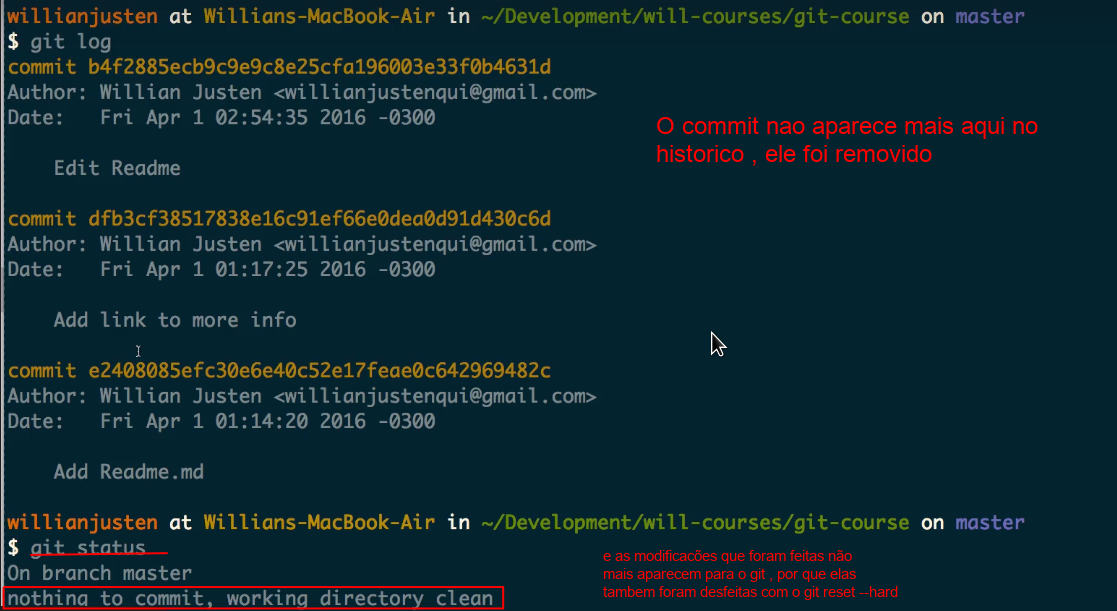 willianjusten at Willians-MacBook-Air in ~/Development/will-courses/git-course on master
$ git log
commit b4f2885ecb9c9e9c8e25cfa196003e33f0b4631d
Author: Willian Justen <willianjustenqui@gmail.com>
Date:   Fri Apr 1 02:54:35 2016 -0300
O commit nao aparece mais aqui no
historico , ele foi removido
Edit Readme
commit dfb3cf38517838e16c91ef66e0dea0d91d430c6d
Author: Willian Justen <willianjustenqui@gmail.com>
Date:   Fri Apr 1 01:17:25 2016 -0300
Add link to more info
commit e2408085efc30e6e40c52e17feae0c642969482c
Author: Willian Justen <willianjustenqui@gmail.com>
Date:   Fri Apr 1 01:14:20 2016 -0300
Add Readme.md
willianjusten at Willians-MacBook-Air in ~/Development/will-courses/git-course on master
$ git status
On branch master
nothing to commit, working directory clean
e as modificacões que foram feitas não
mais aparecem para o git , por que elas
tambem foram desfeitas com o git reset --hard